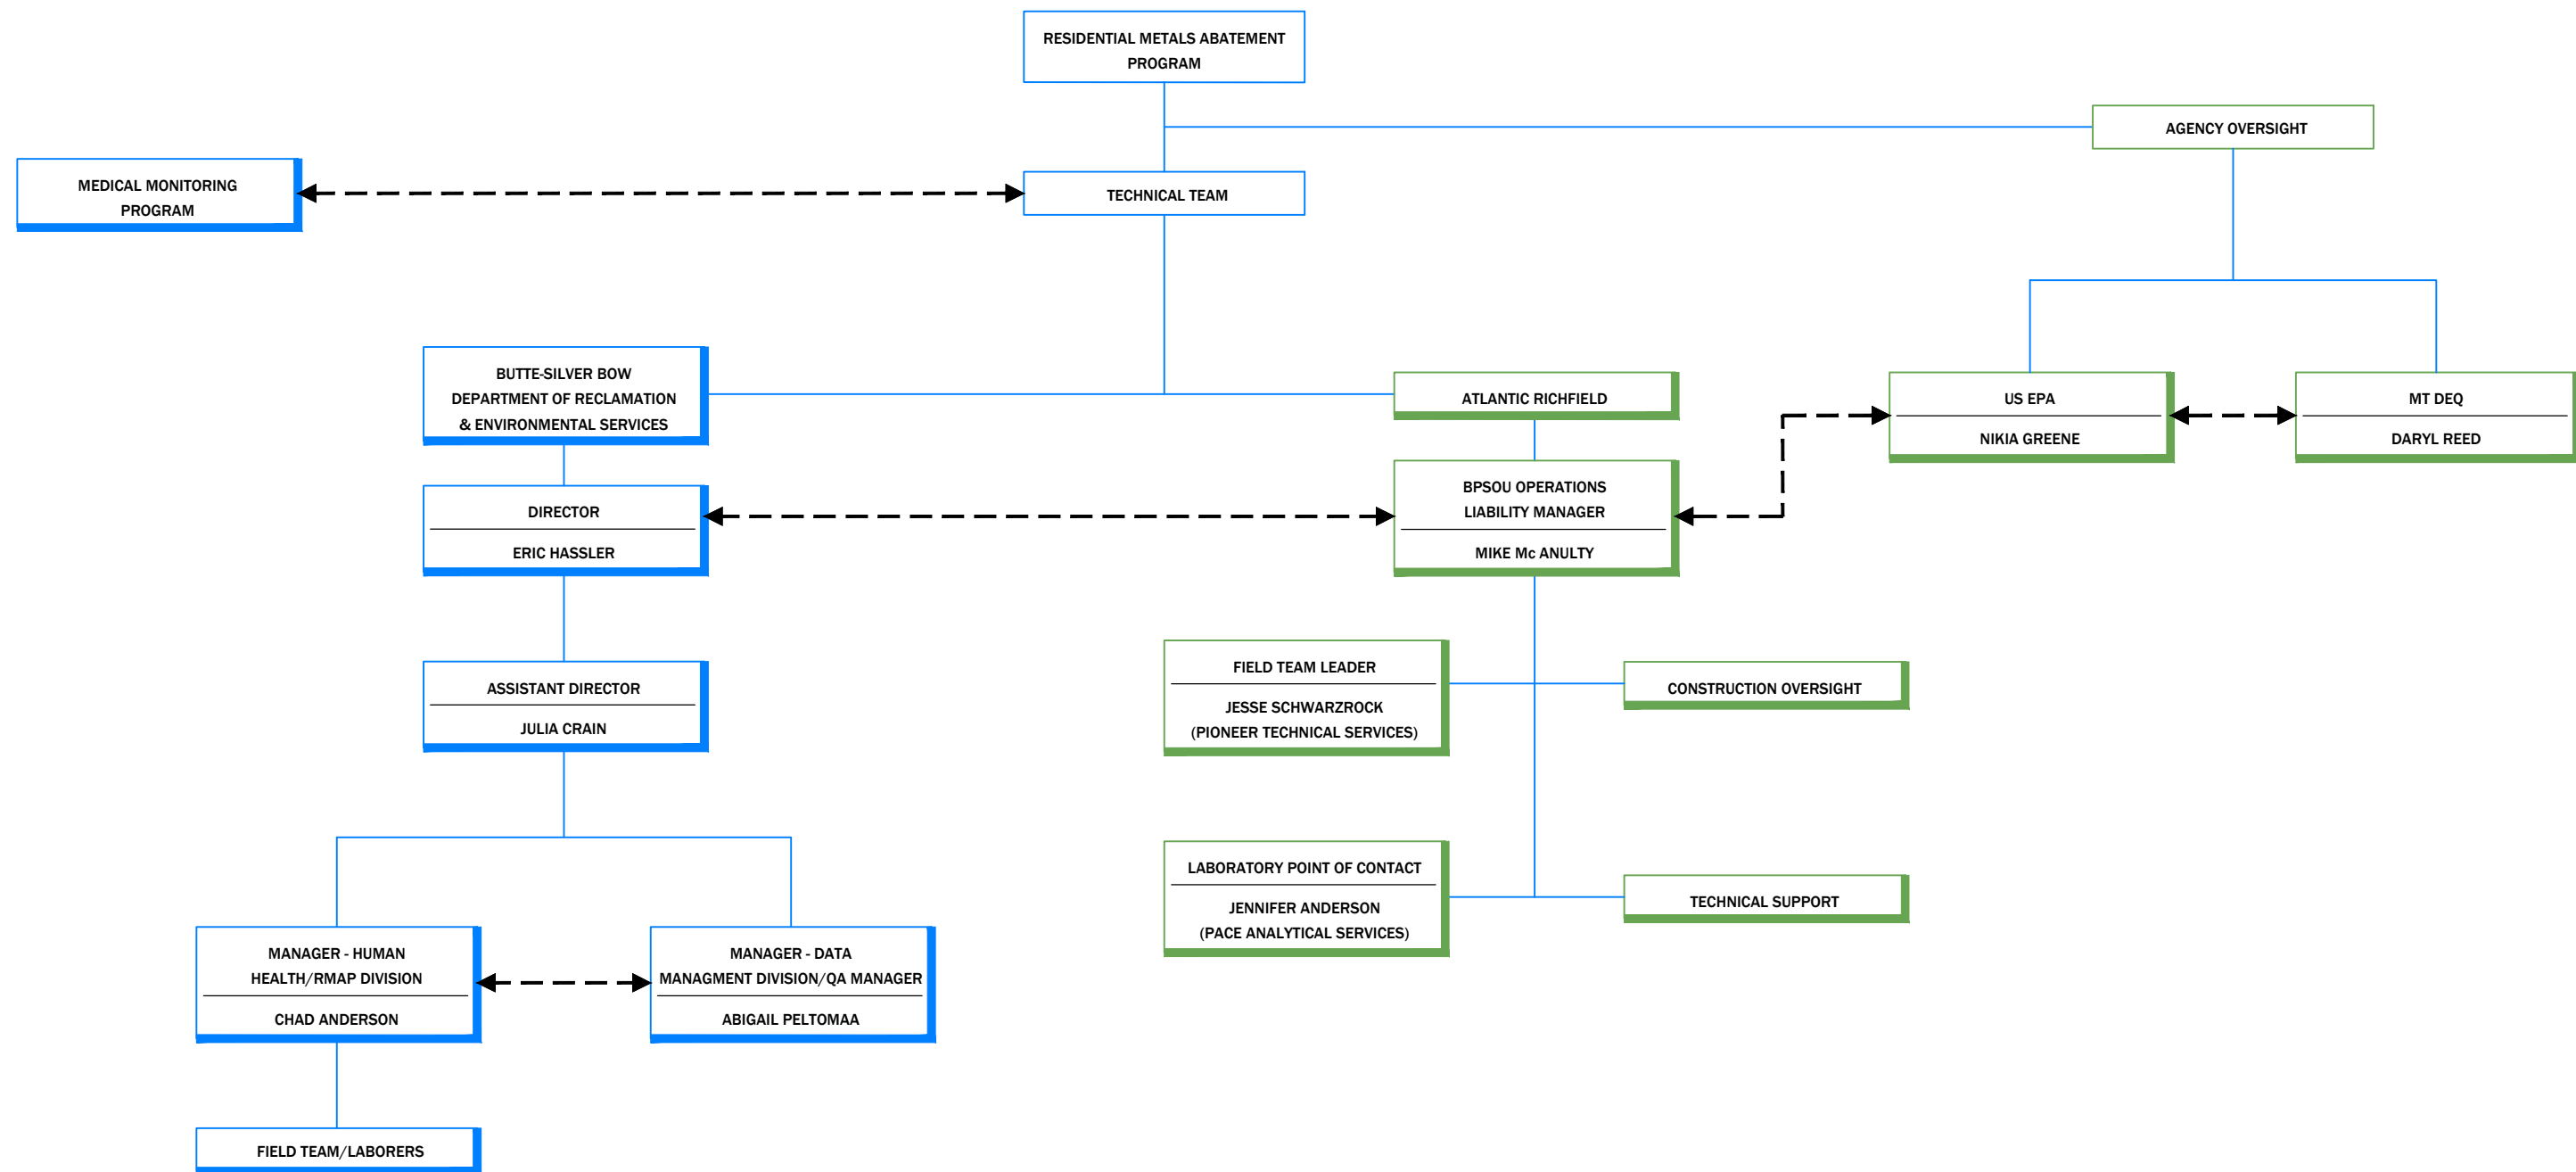 RESIDENTIAL METALS ABATEMENT
PROGRAM
AGENCY OVERSIGHT
MEDICAL MONITORING
PROGRAM
TECHNICAL TEAM
BUTTE-SILVER BOW
DEPARTMENT OF RECLAMATION
& ENVIRONMENTAL SERVICES
ATLANTIC RICHFIELD
US EPA
NIKIA GREENE
MT DEQ
DARYL REED
DIRECTOR
ERIC HASSLER
BPSOU OPERATIONS
LIABILITY MANAGER
MIKE Mc ANULTY
ASSISTANT DIRECTOR
JULIA CRAIN
FIELD TEAM LEADER
JESSE SCHWARZROCK
(PIONEER TECHNICAL SERVICES)
CONSTRUCTION OVERSIGHT
LABORATORY POINT OF CONTACT
JENNIFER ANDERSON
(PACE ANALYTICAL SERVICES)
TECHNICAL SUPPORT
MANAGER - HUMAN
HEALTH/RMAP DIVISION
CHAD ANDERSON
MANAGER - DATA
MANAGMENT DIVISION/QA MANAGER
ABIGAIL PELTOMAA
FIELD TEAM/LABORERS